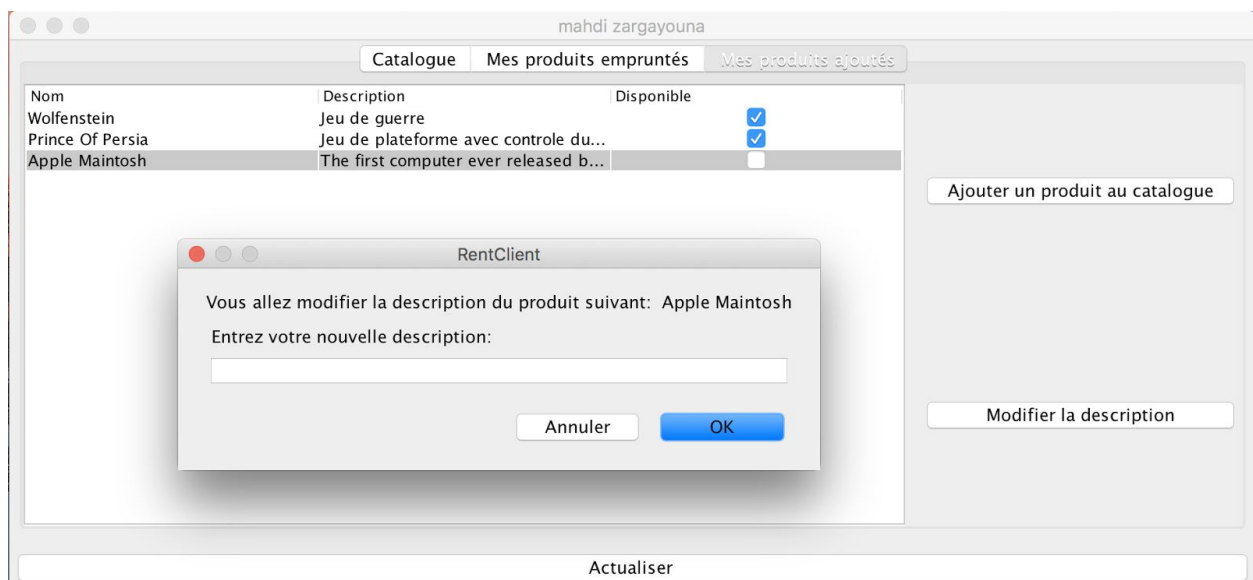 mahdi zargayouna
Catalogue Mes produits empruntés Mes produits ajoutés
Nom Description Disponible
Wolfenstein Jeu de guerre
Prince Of Persia Jeu de plateforme avec controle du...
Apple Maintosh The first computer ever released b...
Ajouter un produit au catalogue
RentClient
Vous allez modifier la description du produit suivant: Apple Maintosh
Entrez votre nouvelle description:
Annuler OK
Modifier la description
Actualiser